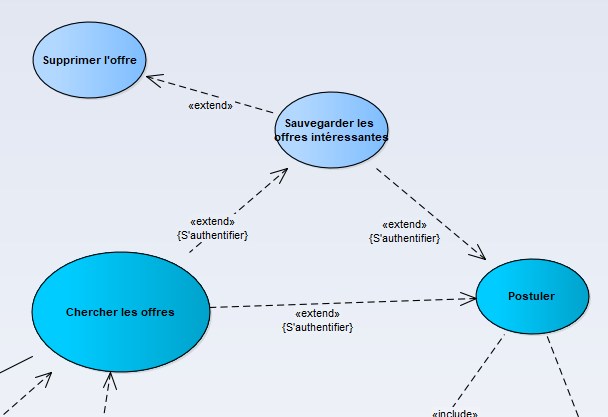 Supprimer l'offre
«extend»
Sauvegarder les
offres intéressantes
«extend»
{S'authentifier}
«extend»
{S'authentifier}
Chercher les offres
«extend»
{S'authentifier}
Postuler
«include»